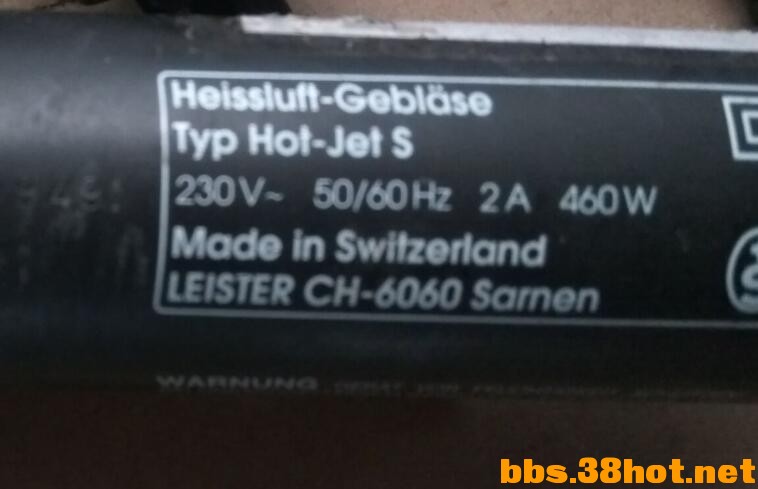 Heissluft-Gebläse
Typ Hot-Jet S
230V~ 50/60Hz 2A 460W
Made in Switzerland
LEISTER CH-6060 Sarnen
WARNUNG
bbs.38hot.net